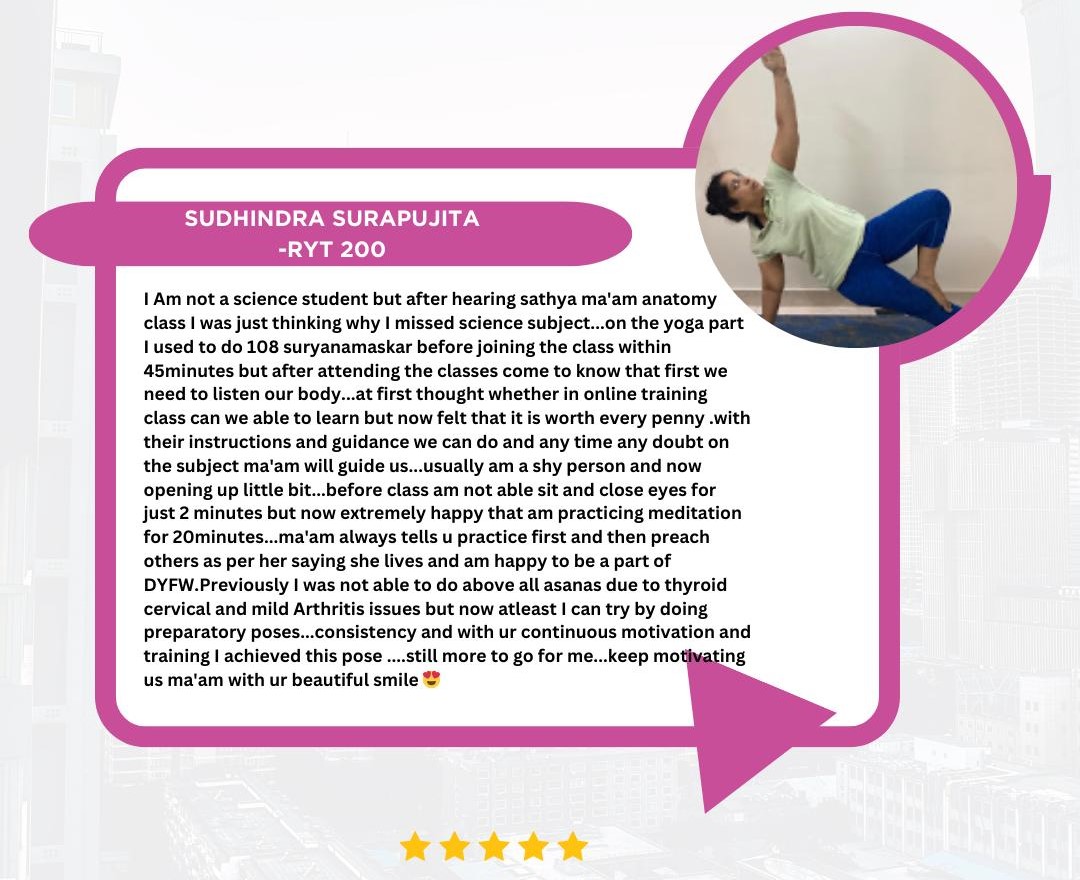 SUDHINDRA SURAPUJITA
-RYT 200
I Am not a science student but after hearing sathya ma'am anatomy
class I was just thinking why I missed science subject...on the yoga part
I used to do 108 suryanamaskar before joining the class within
45minutes but after attending the classes come to know that first we
need to listen our body...at first thought whether in online training
class can we able to learn but now felt that it is worth every penny .with
their instructions and guidance we can do and any time any doubt on
the subject ma'am will guide us...usually am a shy person and now
opening up little bit...before class am not able sit and close eyes for
just 2 minutes but now extremely happy that am practicing meditation
for 20minutes...ma'am always tells u practice first and then preach
others as per her saying she lives and am happy to be a part of
DYFW.Previously I was not able to do above all asanas due to thyroid
cervical and mild Arthritis issues but now atleast I can try by doing
preparatory poses...consistency and with ur continuous motivation and
training I achieved this pose ....still more to go for me...keep motivating
us ma'am with ur beautiful smile 😍